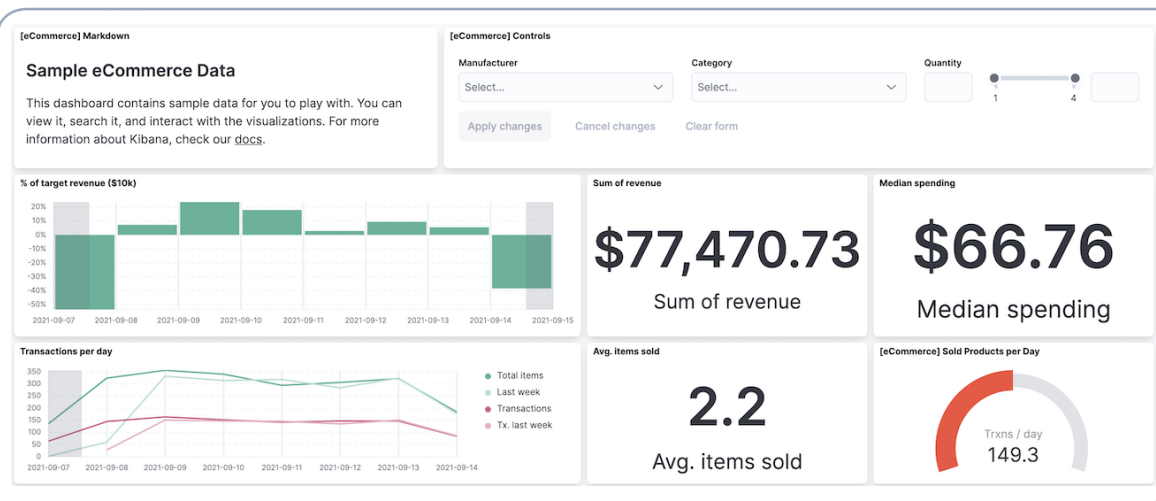 [eCommerce] Markdown
Sample eCommerce Data
This dashboard contains sample data for you to play with. You can
view it, search it, and interact with the visualizations. For more
information about Kibana, check our docs.
[eCommerce] Controls
Manufacturer
Select...
Category
Select...
Quantity
1
4
Apply changes
Cancel changes
Clear form
% of target revenue ($10k)
20%
10%
0%
-10%
-20%
-30%
-40%
-50%
2021-09-07
2021-09-08
2021-09-09
2021-09-10
2021-09-11
2021-09-12
2021-09-13
2021-09-14
2021-09-15
Sum of revenue
$77,470.73
Sum of revenue
Median spending
$66.76
Median spending
Transactions per day
350
300
250
200
150
100
50
0
2021-09-07
2021-09-08
2021-09-09
2021-09-10
2021-09-11
2021-09-12
2021-09-13
2021-09-14
Total items
Last week
Transactions
Tx. last week
Avg. items sold
2.2
Avg. items sold
[eCommerce] Sold Products per Day
Trxns / day
149.3